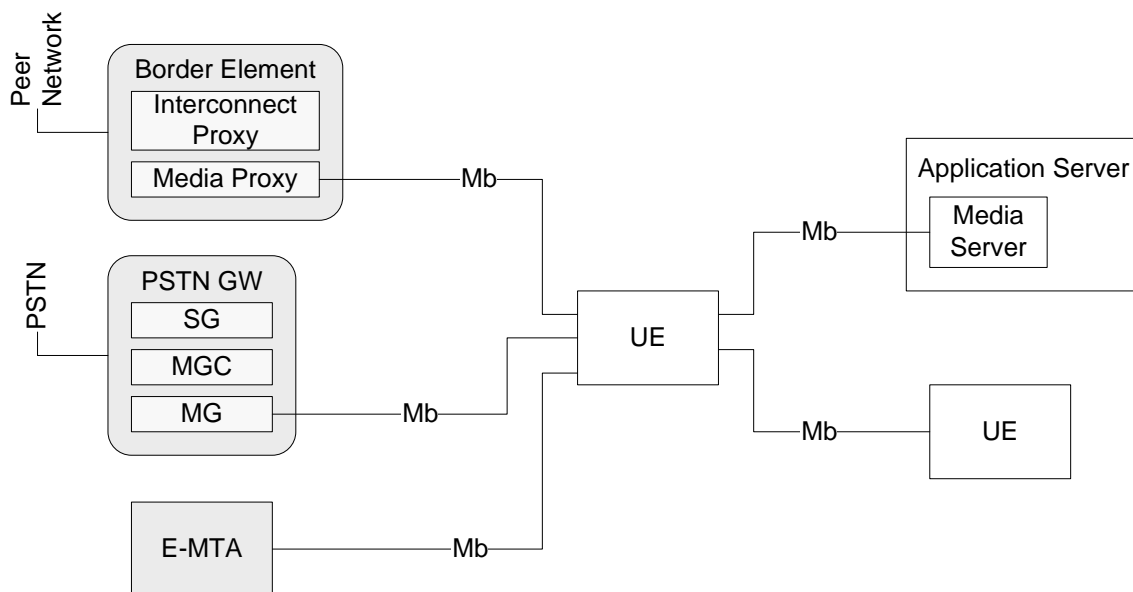 Peer
Network
Border Element
Interconnect
Proxy
Media Proxy
Mb
Application Server
Media
Server
Mb
PSTN
PSTN GW
SG
MGC
MG
Mb
UE
Mb
UE
E-MTA
Mb